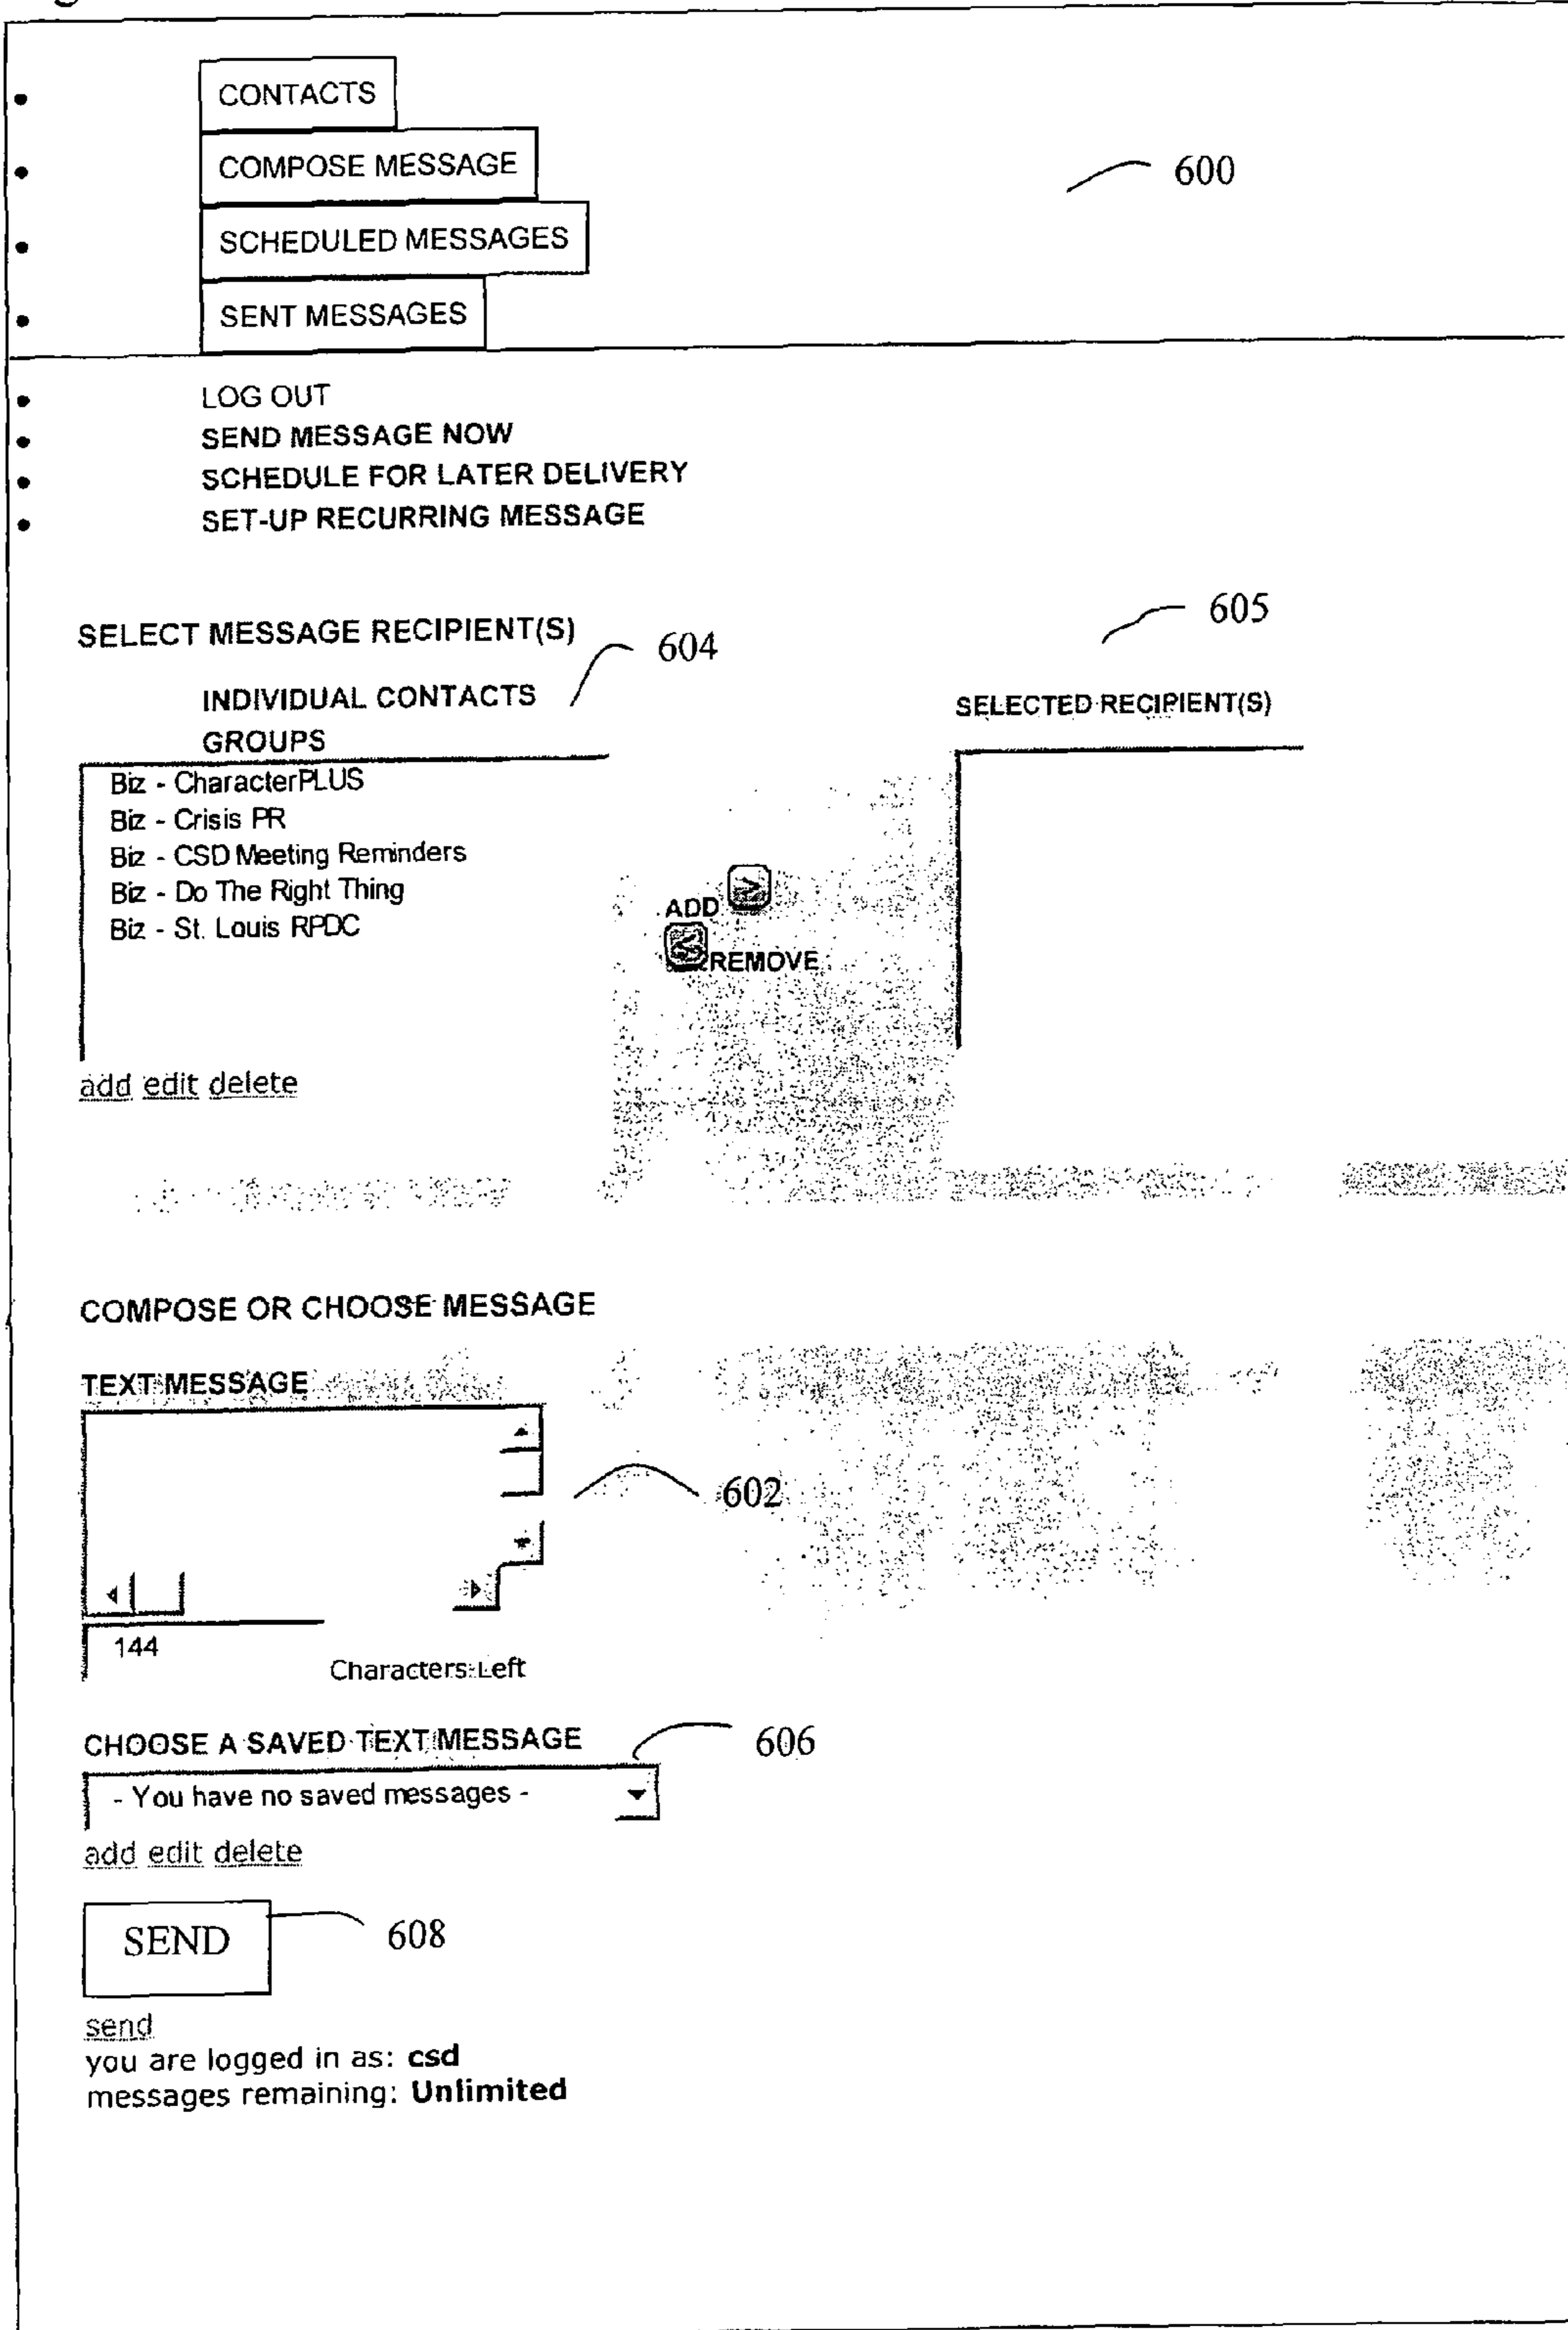 CONTACTS
COMPOSE MESSAGE
600
SCHEDULED MESSAGES
SENT MESSAGES
LOG OUT
SEND MESSAGE NOW
SCHEDULE FOR LATER DELIVERY
SET-UP RECURRING MESSAGE
605
SELECT MESSAGE RECIPIENT(S)
604
INDIVIDUAL CONTACTS
GROUPS
SELECTED RECIPIENT(S)
Biz - CharacterPLUS
Biz - Crisis PR
Biz - CSD Meeting Reminders
Biz - Do The Right Thing
Biz - St. Louis RPDC
ADD >
< REMOVE
add edit delete
COMPOSE OR CHOOSE MESSAGE
TEXT MESSAGE
602
144
Characters Left
CHOOSE A SAVED TEXT MESSAGE
606
- You have no saved messages -
add edit delete
SEND
608
send
you are logged in as: csd
messages remaining: Unlimited